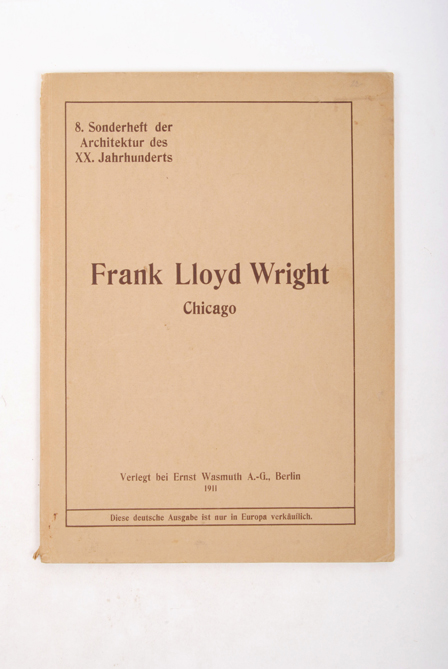 8. Sonderheft der
Architektur des
XX. Jahrhunderts
Frank Lloyd Wright
Chicago
Verlegt bei Ernst Wasmuth A.-G., Berlin
1911
Diese deutsche Ausgabe ist nur in Europa verkäuflich.